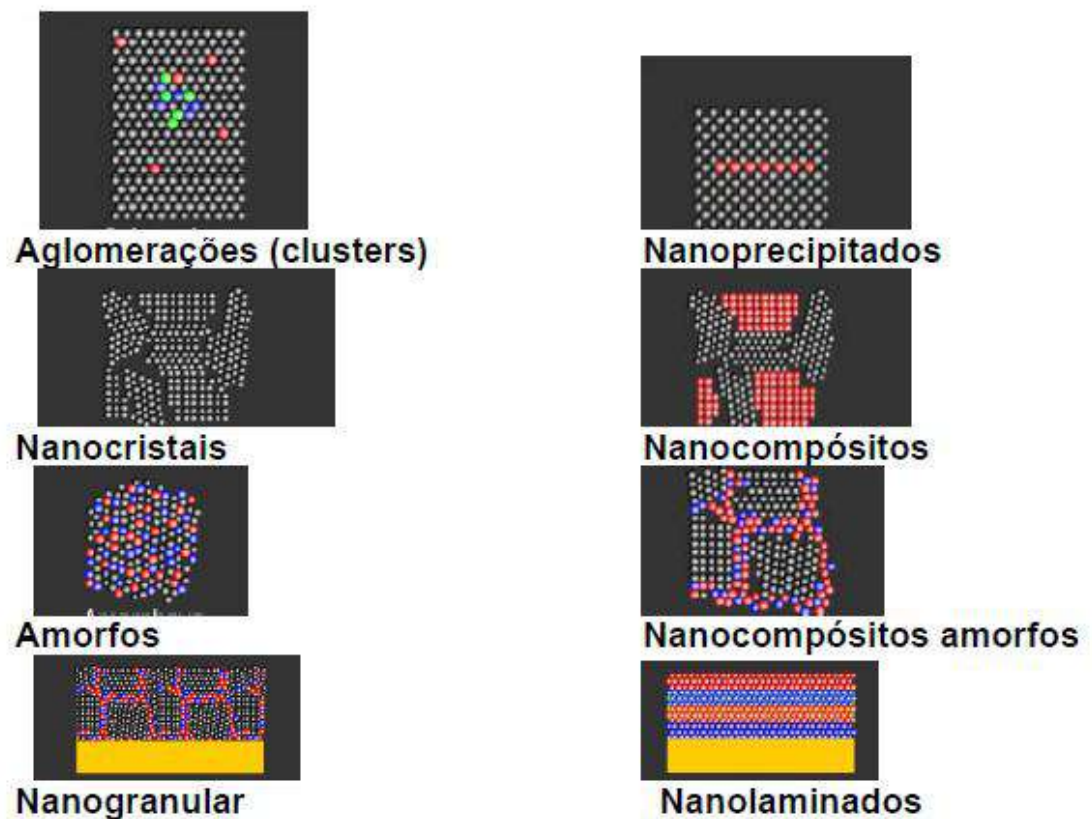 Aglomerações (clusters)
Nanoprecipitados
Nanocristais
Nanocompósitos
Amorfos
Nanocompósitos amorfos
Nanogranular
Nanolaminados